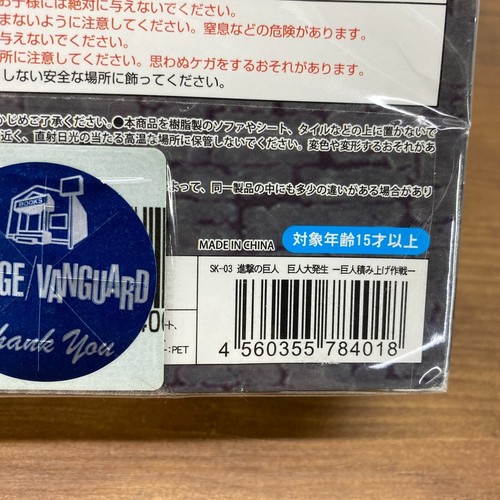 お子様には絶対に与えないでください。
まないように注意してください。窒息などの危険があります。
与えないでください。
所に注意してください。思わぬケガをするおそれがあります。
しない安全な場所に飾ってください。
かじめご了承ください。●本商品を樹脂製のソファやシート、タイルなどの上に置かないで
近く、直射日光の当たる高温な場所に保管しないでください。変色や変形するおそれがあ
よって、同一製品の中にも多少の違いがある場合があり
BOOKS
GE VANGUARD
Thank You
MADE IN CHINA
対象年齢15才以上
SK-03 進撃の巨人 巨人大発生 ー巨人積み上げ作戦ー
:PET
4 560355 784018